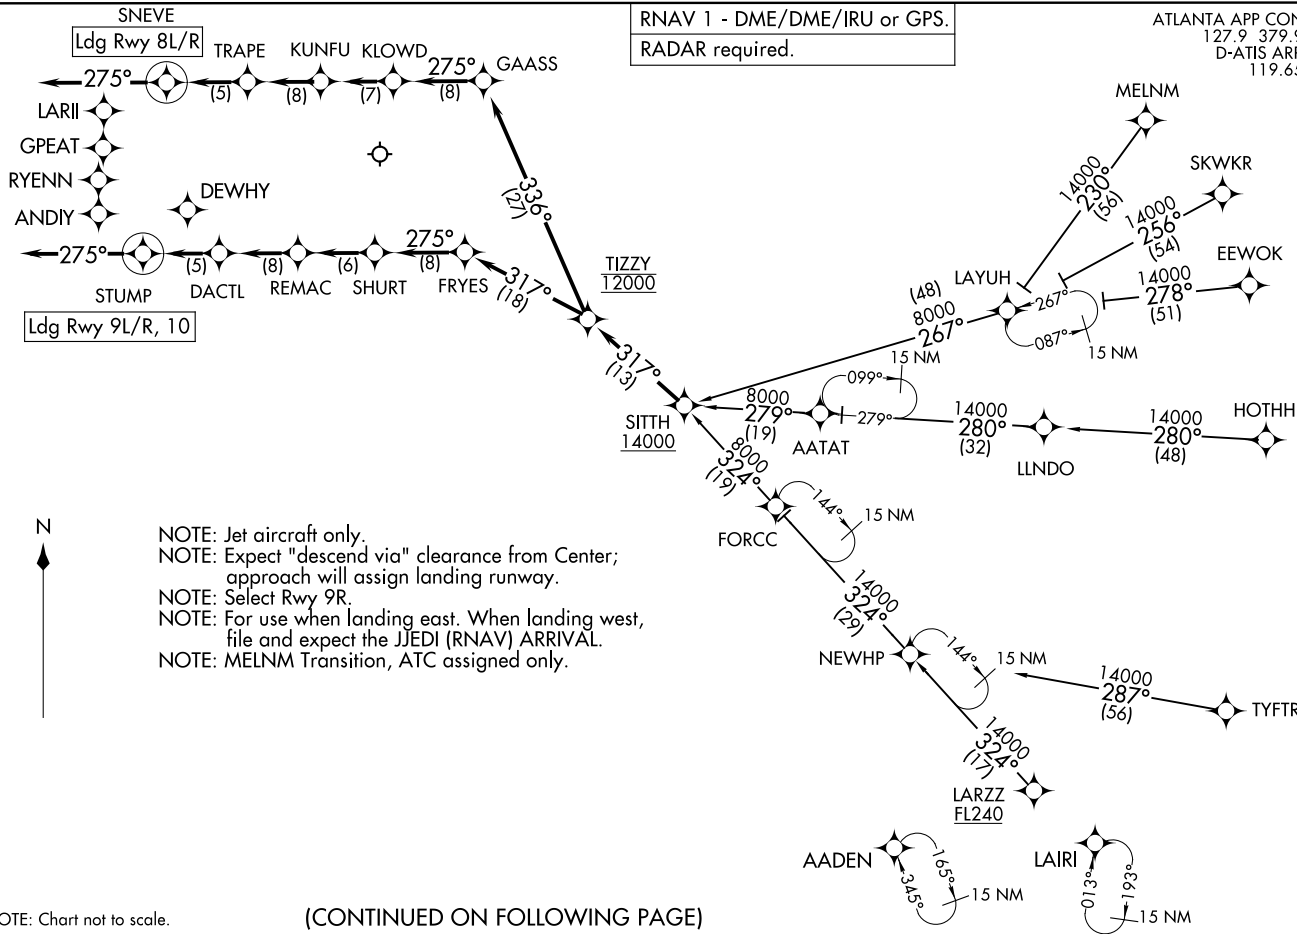 SNEVE
Ldg Rwy 8L/R
RNAV 1 - DME/DME/IRU or GPS.
RADAR required.
ATLANTA APP CON
127.9 379.9
D-ATIS ARR
119.65
TRAPE
KUNFU
KLOWD
GAASS
275°
(5)
(8)
(7)
275°
(8)
LARII
GPEAT
RYENN
ANDIY
DEWHY
336°
(27)
MELNM
14000
230°
(56)
SKWKR
14000
256°
(54)
EEWOK
14000
278°
(51)
LAYUH
267°
087°
15 NM
(48)
8000
267°
275°
(5)
(8)
(6)
275°
(8)
STUMP
DACTL
REMAC
SHURT
FRYES
Ldg Rwy 9L/R, 10
317°
(18)
TIZZY
12000
317°
(13)
SITTH
14000
8000
279°
(19)
099°
15 NM
279°
AATAT
14000
280°
(32)
LLNDO
14000
280°
(48)
HOTHH
8000
324°
(19)
FORCC
144°
15 NM
14000
324°
(29)
NEWHP
144°
15 NM
14000
287°
(56)
TYFTR
14000
324°
(17)
LARZZ
FL240
N
NOTE: Jet aircraft only.
NOTE: Expect "descend via" clearance from Center;
approach will assign landing runway.
NOTE: Select Rwy 9R.
NOTE: For use when landing east. When landing west,
file and expect the JJEDI (RNAV) ARRIVAL.
NOTE: MELNM Transition, ATC assigned only.
AADEN
165°
345°
15 NM
LAIRI
013°
193°
15 NM
OTE: Chart not to scale.
(CONTINUED ON FOLLOWING PAGE)